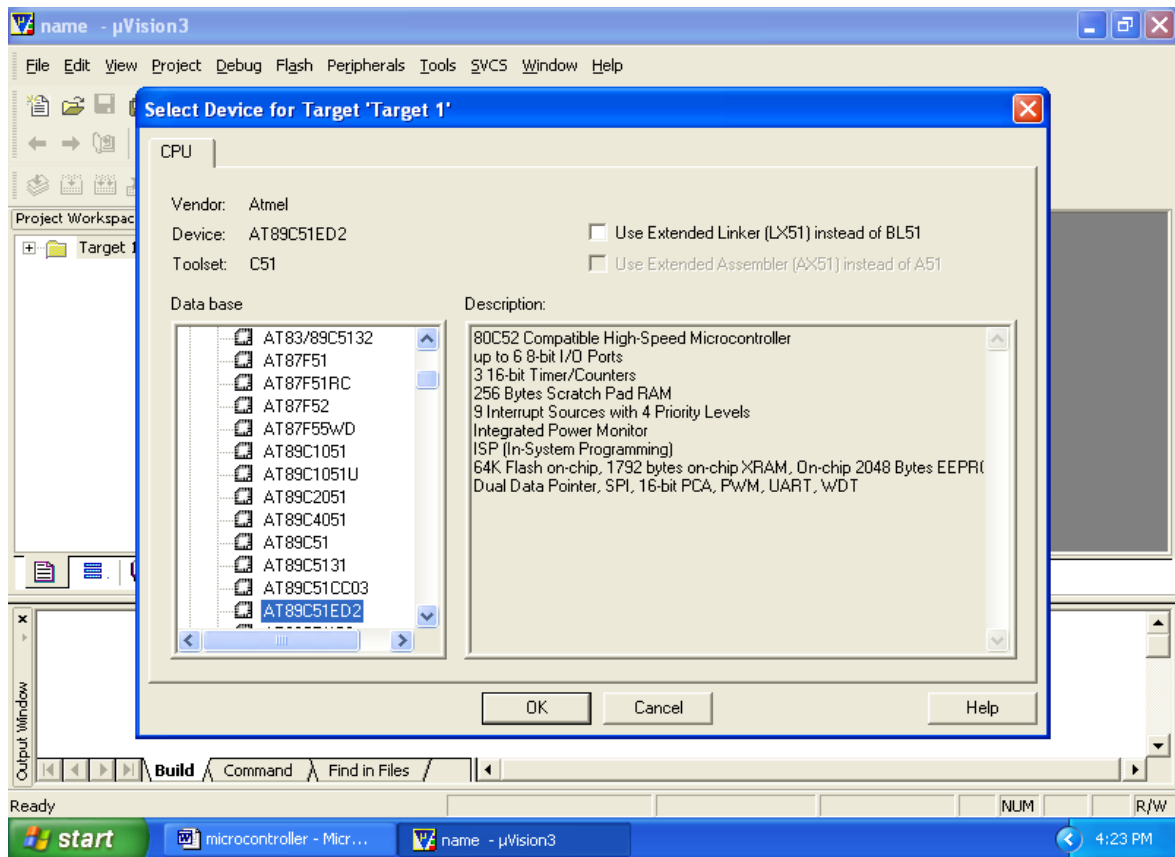 name - µVision3
File Edit View Project Debug Flash Peripherals Tools SVCS Window Help
Select Device for Target 'Target 1'
CPU
Vendor: Atmel
Device: AT89C51ED2
Toolset: C51
Use Extended Linker (LX51) instead of BL51
Use Extended Assembler (AX51) instead of A51
Project Workspac
Target 1
Data base
AT83/89C5132
AT87F51
AT87F51RC
AT87F52
AT87F55WD
AT89C1051
AT89C1051U
AT89C2051
AT89C4051
AT89C51
AT89C5131
AT89C51CC03
AT89C51ED2
Description:
80C52 Compatible High-Speed Microcontroller
up to 6 8-bit I/O Ports
3 16-bit Timer/Counters
256 Bytes Scratch Pad RAM
9 Interrupt Sources with 4 Priority Levels
Integrated Power Monitor
ISP (In-System Programming)
64K Flash on-chip, 1792 bytes on-chip XRAM, On-chip 2048 Bytes EEPR(
Dual Data Pointer, SPI, 16-bit PCA, PWM, UART, WDT
OK Cancel Help
Output Window
Build Command Find in Files
Ready NUM R/W
start microcontroller - Micr... name - µVision3 4:23 PM